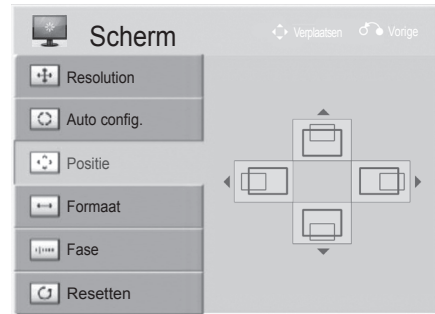 Scherm
Verplaatsen Vorige
Resolution
Auto config.
Positie
Formaat
Fase
Resetten